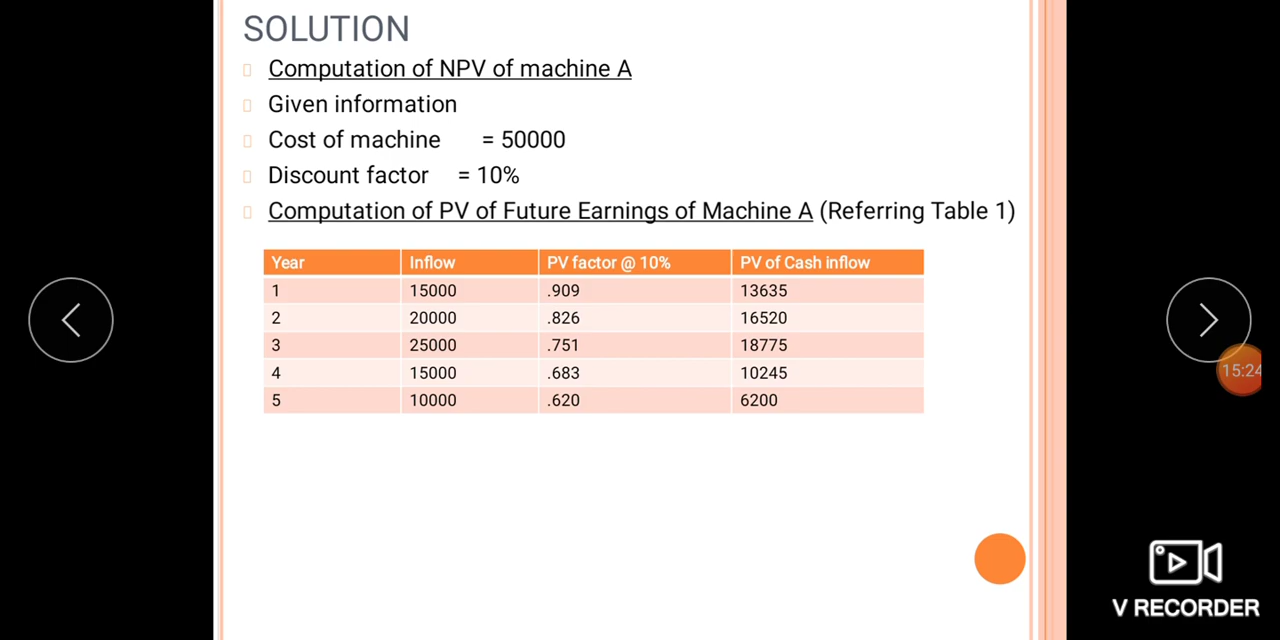 SOLUTION
Computation of NPV of machine A
Given information
Cost of machine = 50000
Discount factor = 10%
Computation of PV of Future Earnings of Machine A (Referring Table 1)
Year Inflow PV factor @ 10% PV of Cash inflow
1 15000 .909 13635
2 20000 .826 16520
3 25000 .751 18775
4 15000 .683 10245
5 10000 .620 6200
15:24
V RECORDER